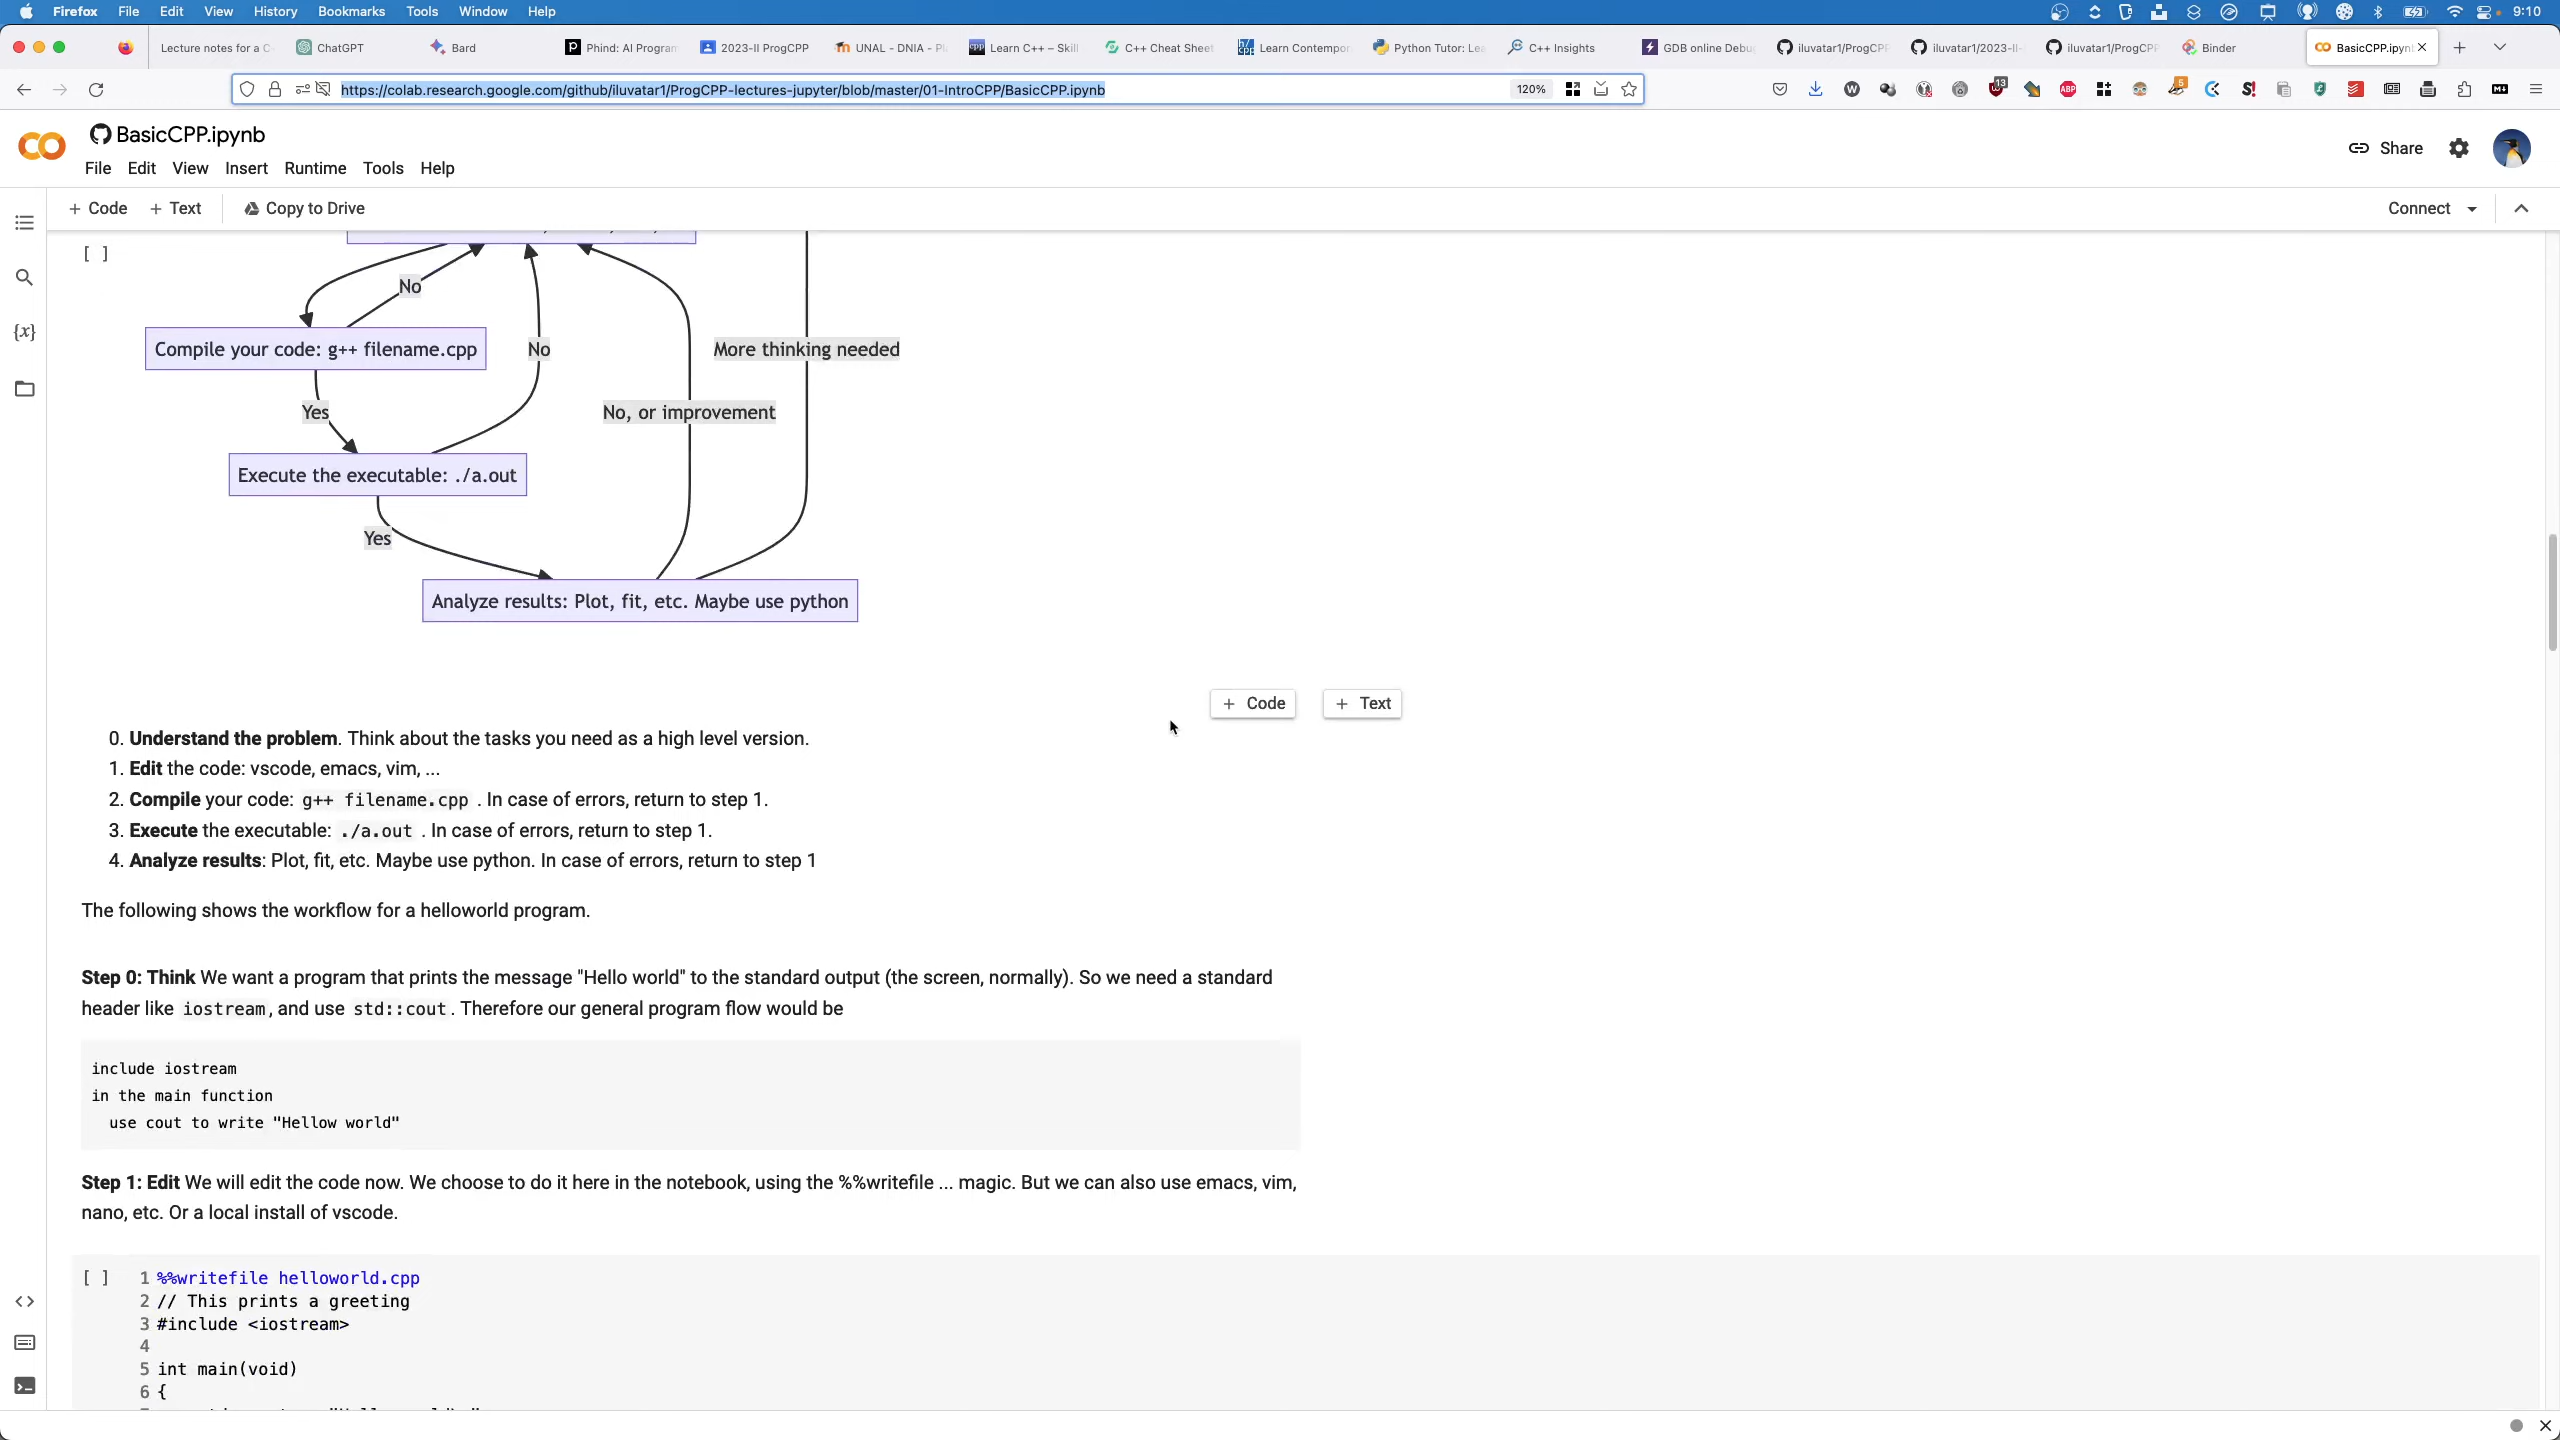 Firefox File Edit View History Bookmarks Tools Window Help 9:10
Lecture notes for a C ChatGPT Bard Phind: AI Program 2023-II ProgCPP UNAL - DNIA - Pl Learn C++ – Skill C++ Cheat Sheet Learn Contempor Python Tutor: Lea C++ Insights GDB online Debu iluvatar1/ProgCPP iluvatar1/2023-II- iluvatar1/ProgCPP Binder BasicCPP.ipyn
https://colab.research.google.com/github/iluvatar1/ProgCPP-lectures-jupyter/blob/master/01-IntroCPP/BasicCPP.ipynb 120% 13 ABP 5
BasicCPP.ipynb
File Edit View Insert Runtime Tools Help
Share
+ Code + Text Copy to Drive Connect
[ ]
No
Compile your code: g++ filename.cpp
No
More thinking needed
Yes
No, or improvement
Execute the executable: ./a.out
Yes
Analyze results: Plot, fit, etc. Maybe use python
+ Code + Text
0. Understand the problem. Think about the tasks you need as a high level version.
1. Edit the code: vscode, emacs, vim, ...
2. Compile your code: g++ filename.cpp . In case of errors, return to step 1.
3. Execute the executable: ./a.out . In case of errors, return to step 1.
4. Analyze results: Plot, fit, etc. Maybe use python. In case of errors, return to step 1
The following shows the workflow for a helloworld program.
Step 0: Think We want a program that prints the message "Hello world" to the standard output (the screen, normally). So we need a standard
header like iostream, and use std::cout. Therefore our general program flow would be
include iostream
in the main function
use cout to write "Hellow world"
Step 1: Edit We will edit the code now. We choose to do it here in the notebook, using the %%writefile ... magic. But we can also use emacs, vim,
nano, etc. Or a local install of vscode.
[ ] 1 %%writefile helloworld.cpp
2 // This prints a greeting
3 #include <iostream>
4
5 int main(void)
6 {